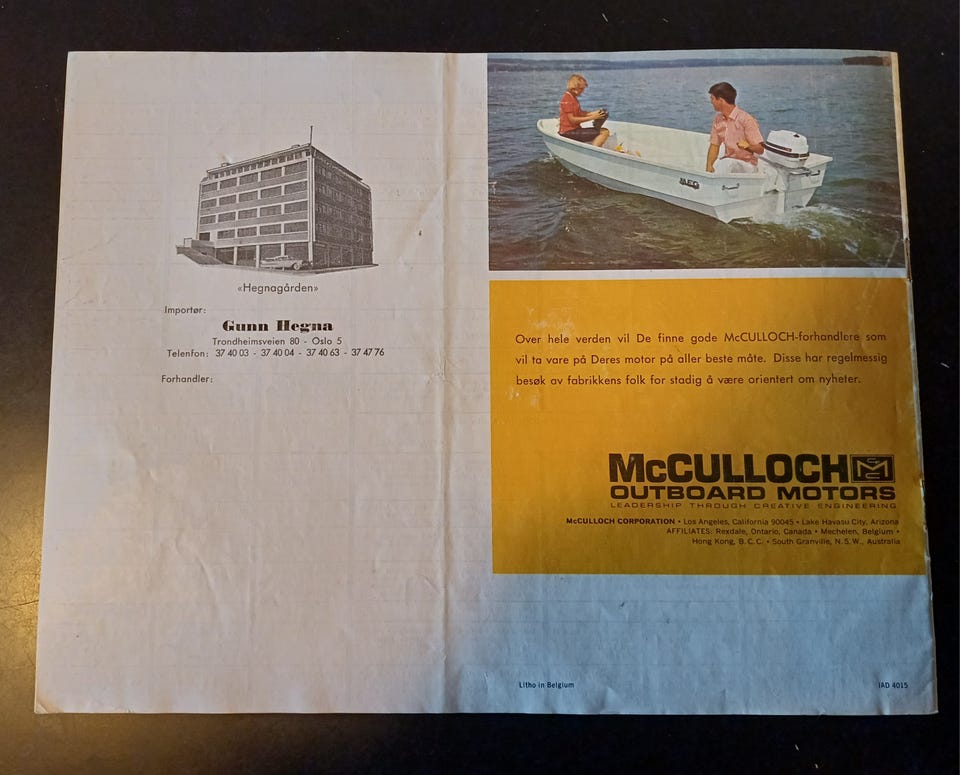 «Hegnagården»
Importør:
Gunn Hegna
Trondheimsveien 80 - Oslo 5
Telefon: 37 40 03 - 37 40 04 - 37 40 63 - 37 47 76
Forhandler:
Over hele verden vil De finne gode McCULLOCH-forhandlere som
vil ta vare på Deres motor på aller beste måte. Disse har regelmessig
besøk av fabrikkens folk for stadig å være orientert om nyheter.
McCULLOCH
OUTBOARD MOTORS
LEADERSHIP THROUGH CREATIVE ENGINEERING
McCULLOCH CORPORATION • Los Angeles, California 90045 • Lake Havasu City, Arizona
AFFILIATES: Rexdale, Ontario, Canada • Mechelen, Belgium •
Hong Kong, B.C.C. • South Granville, N.S.W., Australia
Litho in Belgium
IAD 4015